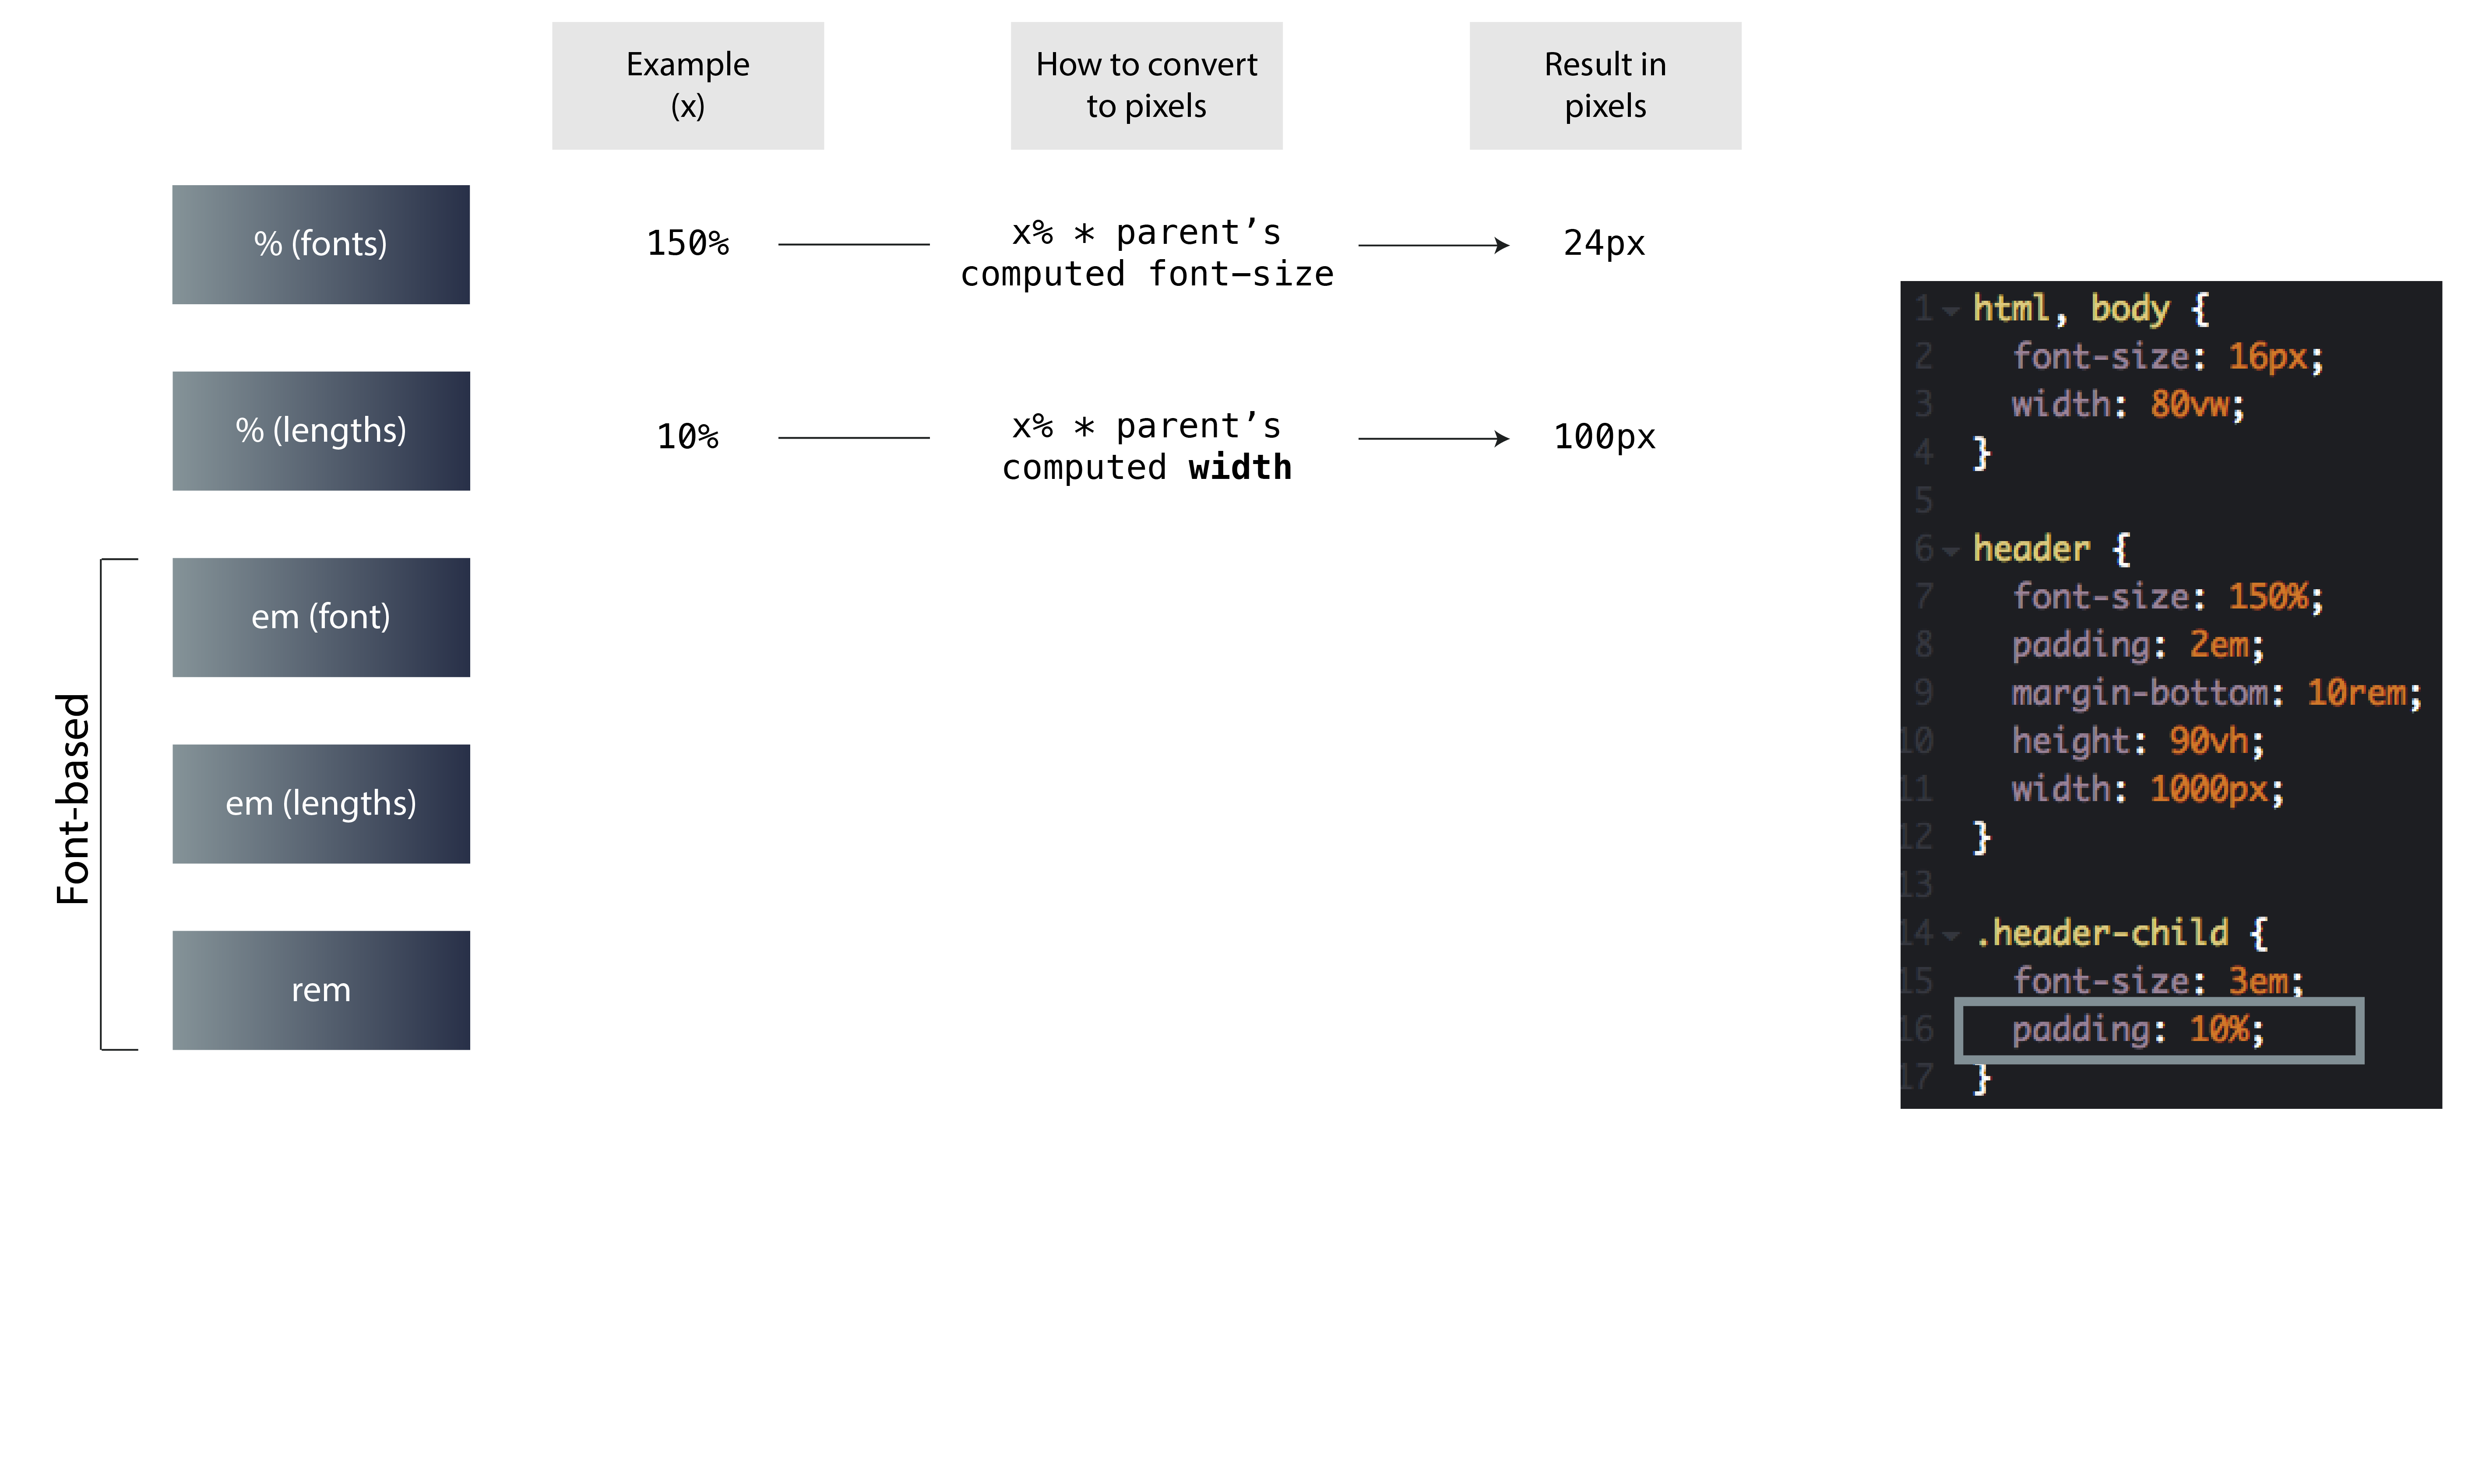 Example
(x)
How to convert
to pixels
Result in
pixels
% (fonts)
150%
x% * parent’s
computed font-size
24px
% (lengths)
10%
x% * parent’s
computed width
100px
Font-based
em (font)
em (lengths)
rem
1 html, body {
2 font-size: 16px;
3 width: 80vw;
4 }
5
6 header {
7 font-size: 150%;
8 padding: 2em;
9 margin-bottom: 10rem;
10 height: 90vh;
11 width: 1000px;
12 }
13
14 .header-child {
15 font-size: 3em;
16 padding: 10%;
17 }